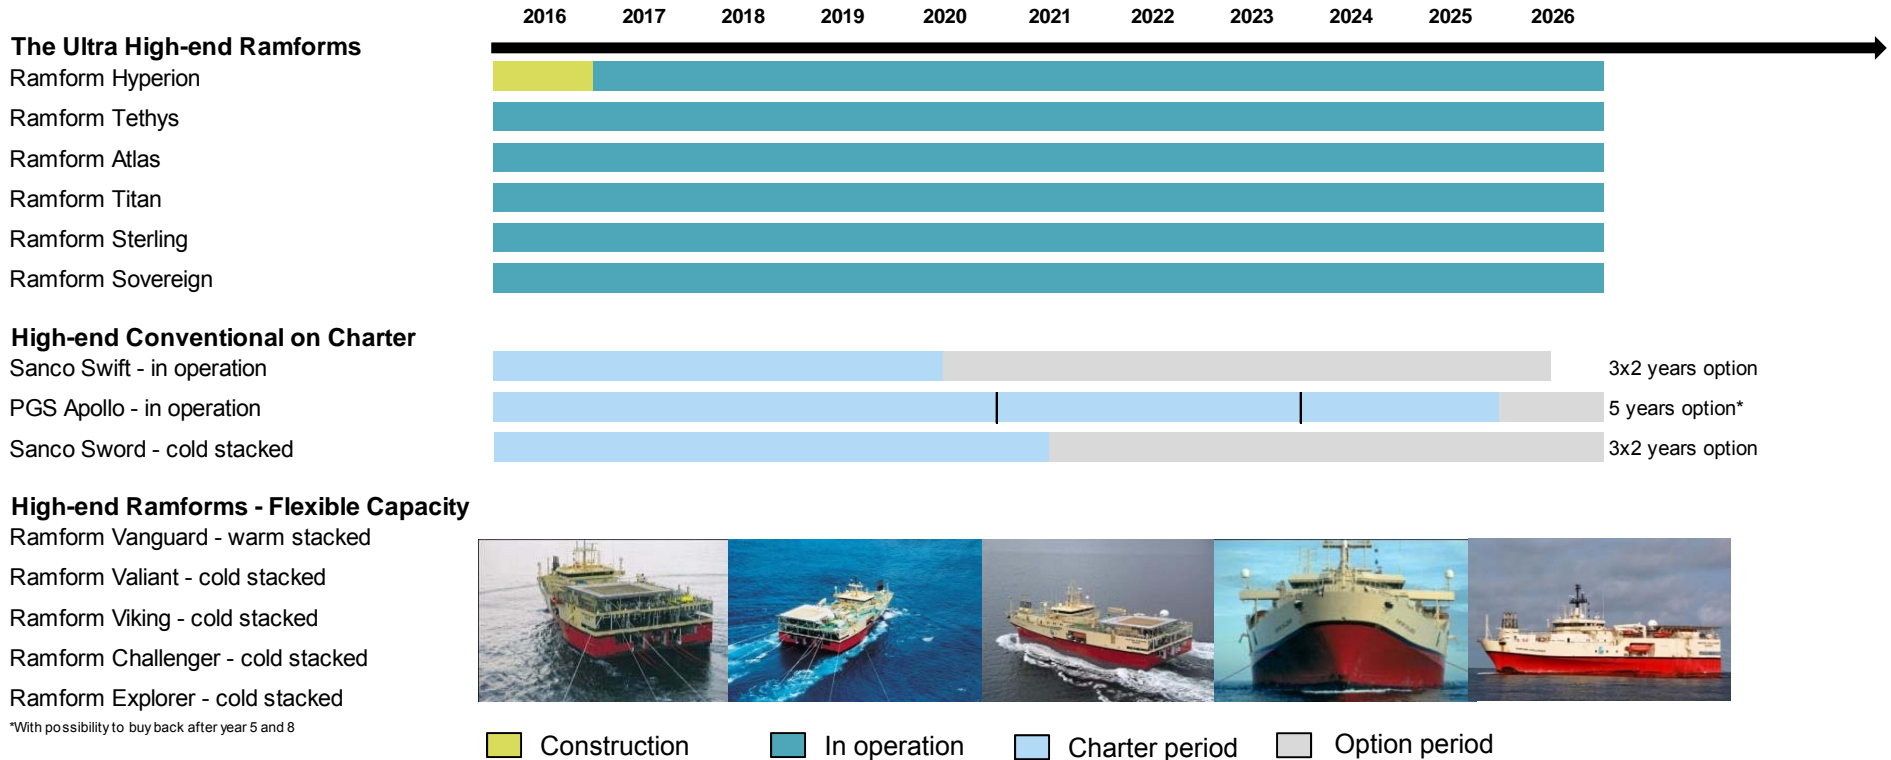 2016 2017 2018 2019 2020 2021 2022 2023 2024 2025 2026
The Ultra High-end Ramforms
Ramform Hyperion
Ramform Tethys
Ramform Atlas
Ramform Titan
Ramform Sterling
Ramform Sovereign
High-end Conventional on Charter
Sanco Swift - in operation 3x2 years option
PGS Apollo - in operation 5 years option*
Sanco Sword - cold stacked 3x2 years option
High-end Ramforms - Flexible Capacity
Ramform Vanguard - warm stacked
Ramform Valiant - cold stacked
Ramform Viking - cold stacked
Ramform Challenger - cold stacked
Ramform Explorer - cold stacked
*With possibility to buy back after year 5 and 8
Construction In operation Charter period Option period